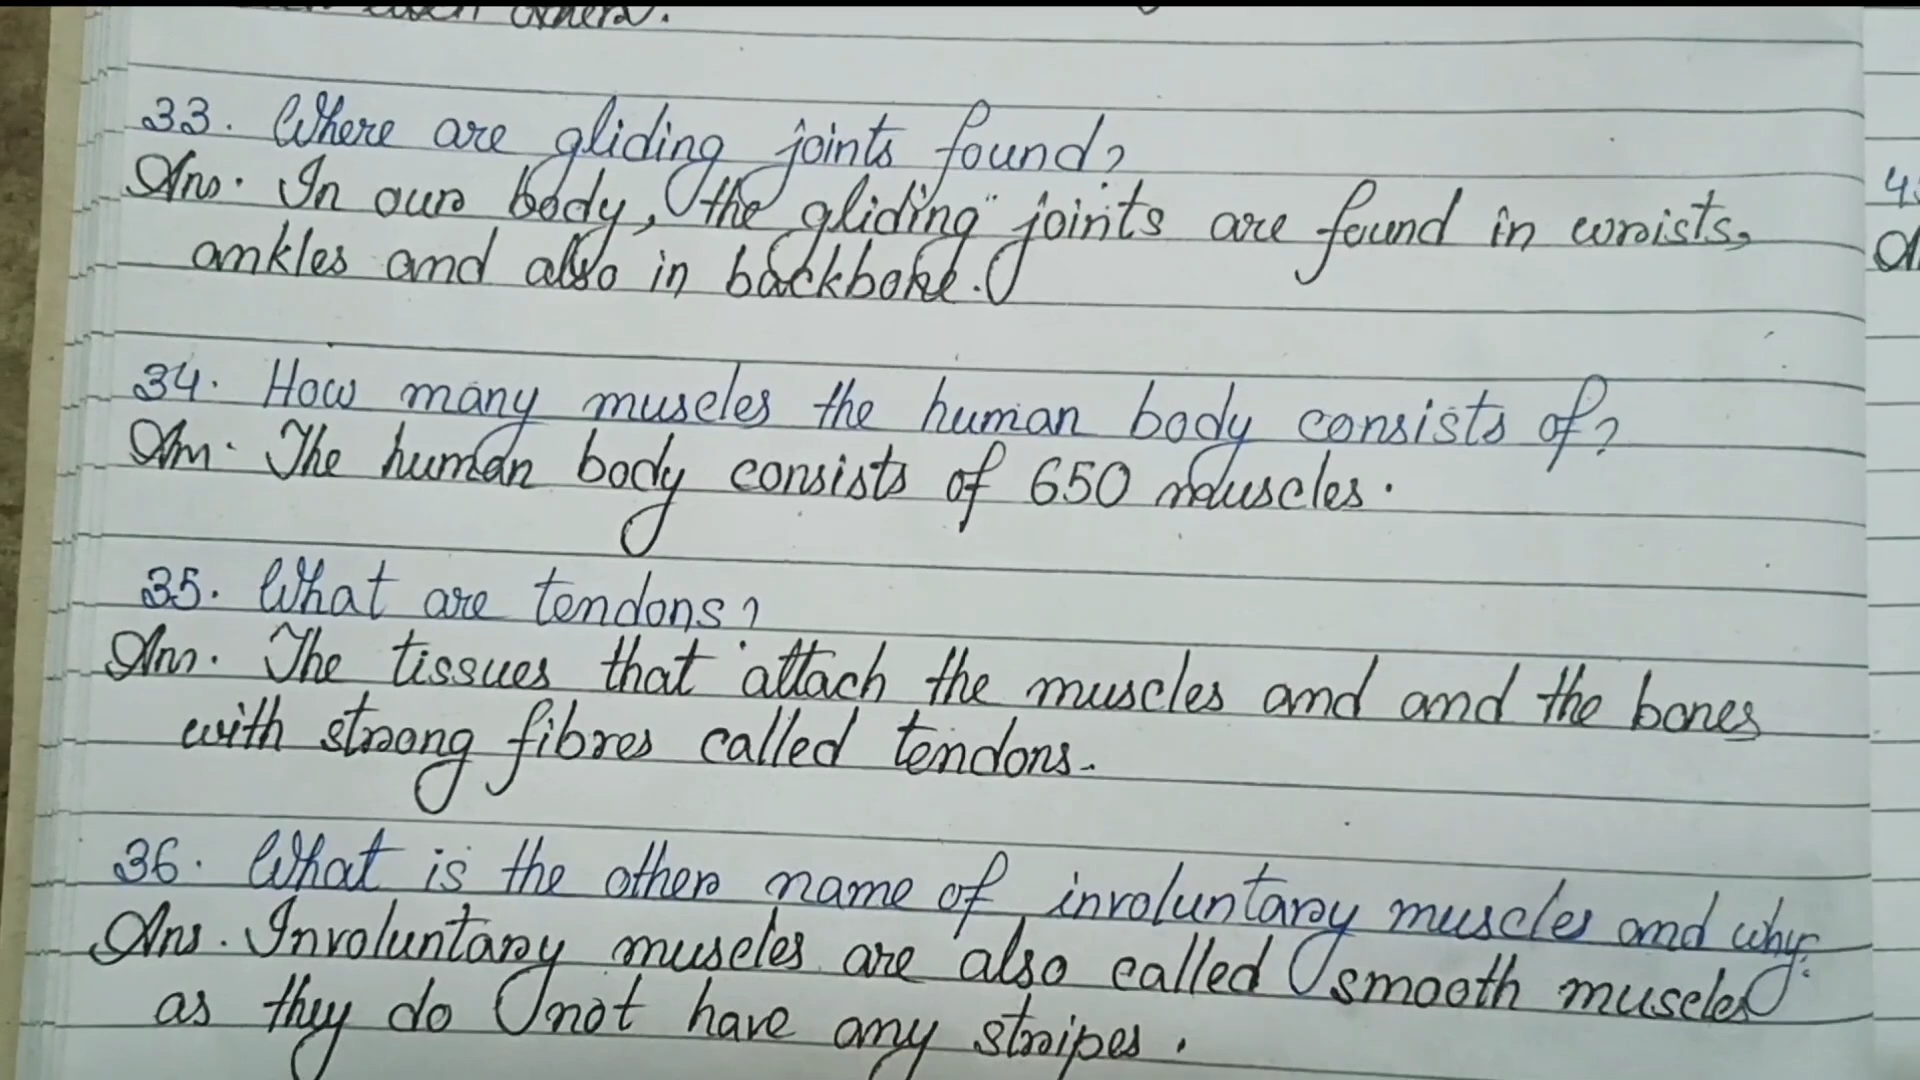 others.
33. Where are gliding joints found?
Ans. In our body, the gliding joints are found in wrists,
ankles and also in backbone.
34. How many muscles the human body consists of?
Ans. The human body consists of 650 muscles.
35. What are tendons?
Ans. The tissues that attach the muscles and and the bones
with strong fibres called tendons.
36. What is the other name of involuntary muscles and why?
Ans. Involuntary muscles are also called smooth muscles
as they do not have any stripes.